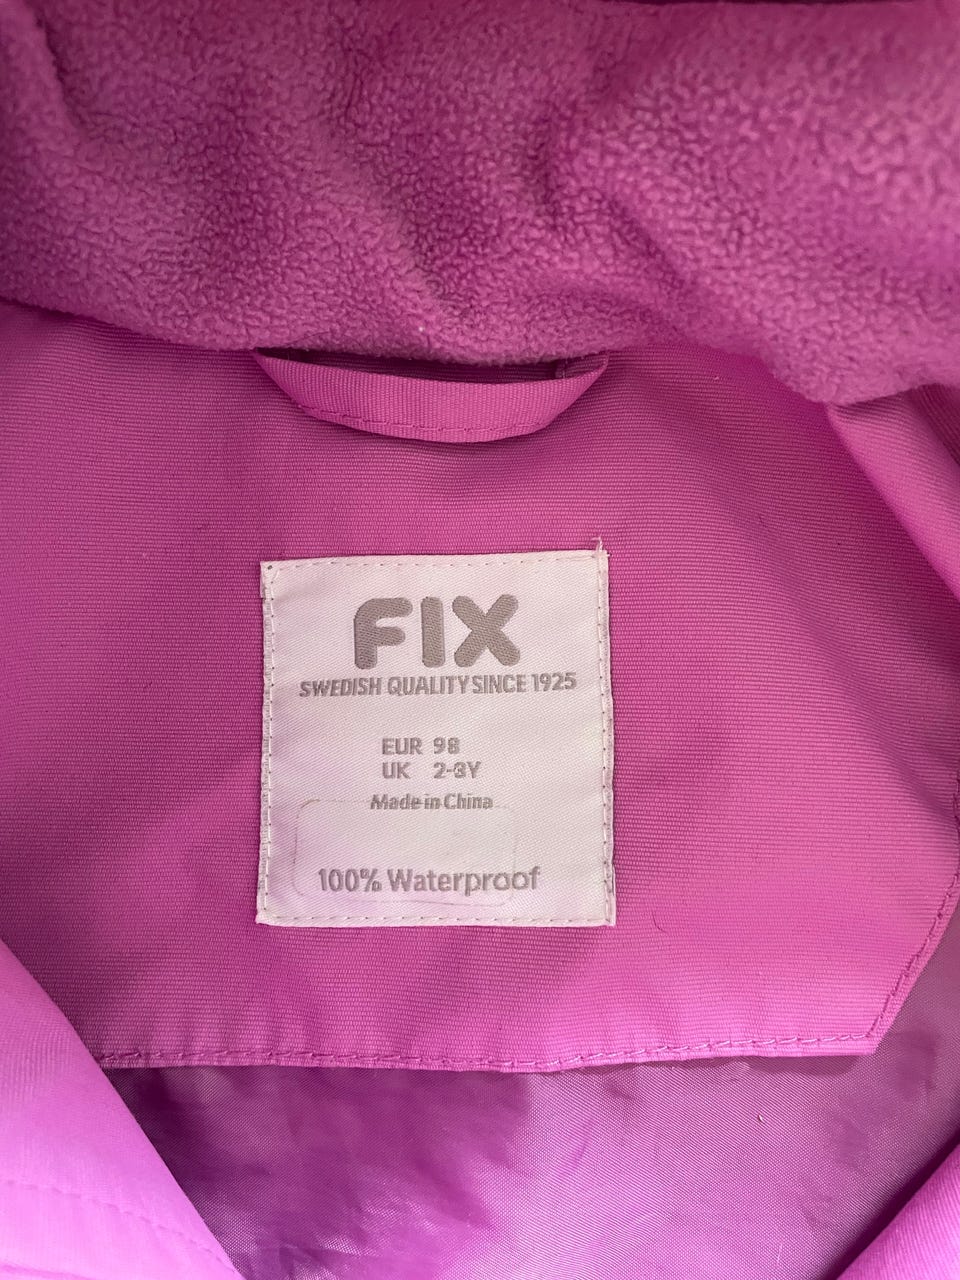 FIX
SWEDISH QUALITY SINCE 1925
EUR 98
UK 2-3Y
Made in China
100% Waterproof